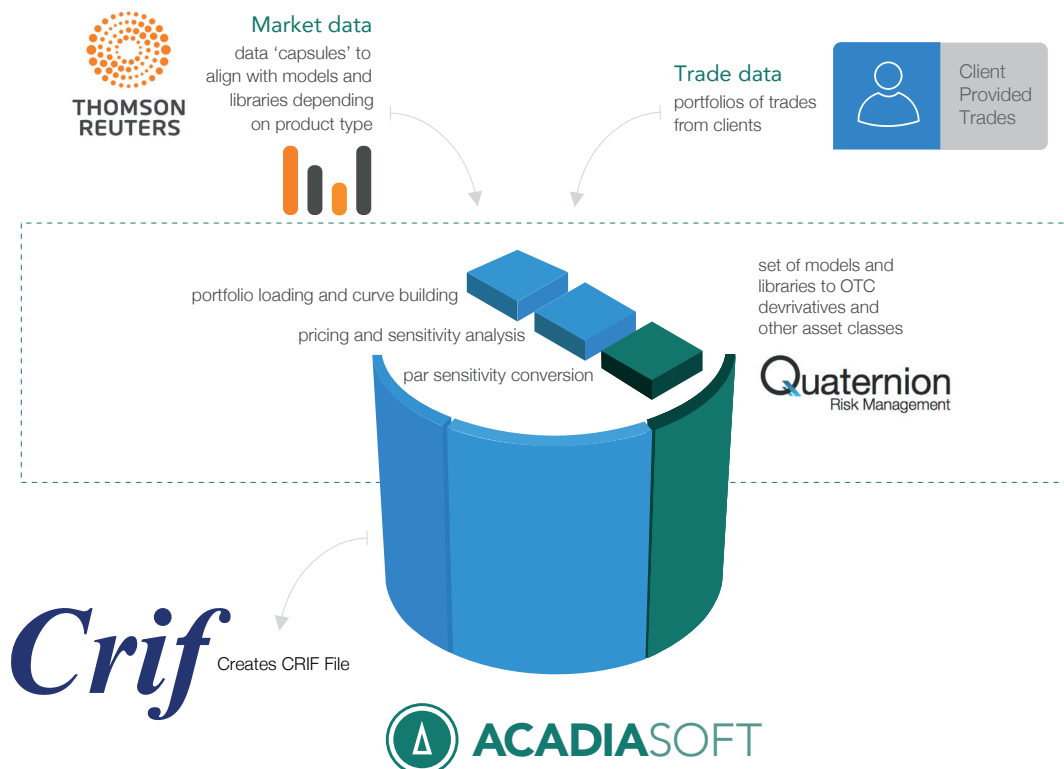 THOMSON
REUTERS
Market data
data ‘capsules’ to
align with models and
libraries depending
on product type
Trade data
portfolios of trades
from clients
Client
Provided
Trades
portfolio loading and curve building
pricing and sensitivity analysis
par sensitivity conversion
set of models and
libraries to OTC
devrivatives and
other asset classes
Quaternion
Risk Management
Crif
Creates CRIF File
ACADIASOFT